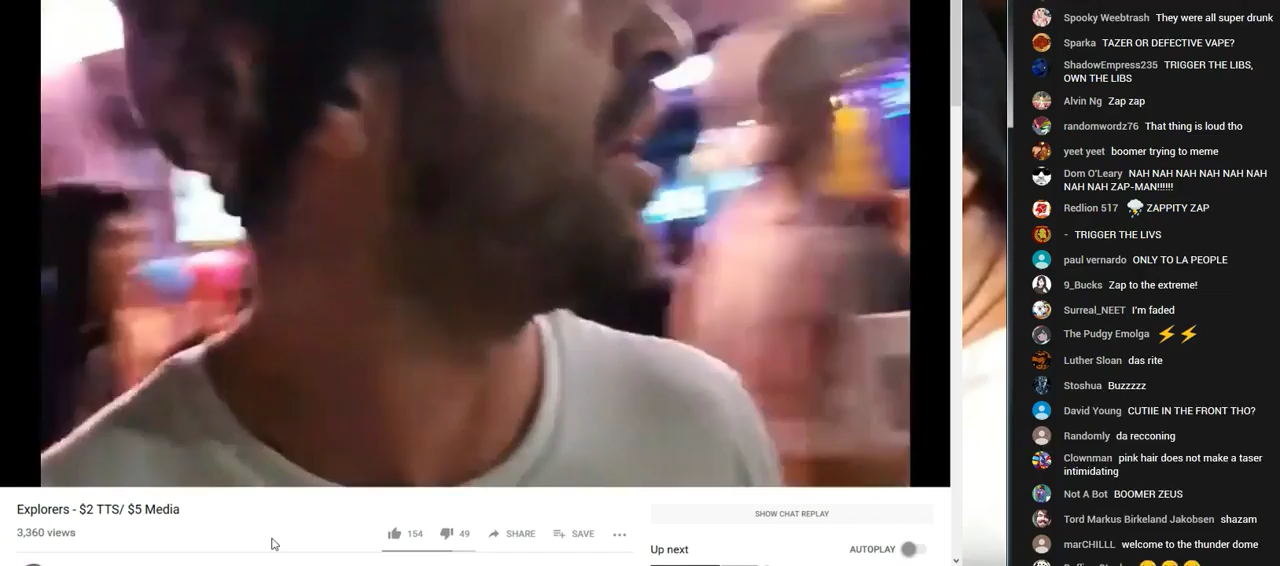 Explorers - $2 TTS/ $5 Media
3,360 views
154
49
SHARE
SAVE
SHOW CHAT REPLAY
Up next
AUTOPLAY
Spooky Weebtrash They were all super drunk
Sparka TAZER OR DEFECTIVE VAPE?
ShadowEmpress235 TRIGGER THE LIBS,
OWN THE LIBS
Alvin Ng Zap zap
randomwordz76 That thing is loud tho
yeet yeet boomer trying to meme
Dom O'Leary NAH NAH NAH NAH NAH NAH
NAH NAH ZAP-MAN!!!!!!
Redlion 517 ZAPPITY ZAP
- TRIGGER THE LIVS
paul vernardo ONLY TO LA PEOPLE
9_Bucks Zap to the extreme!
Surreal_NEET I'm faded
The Pudgy Emolga ⚡⚡
Luther Sloan das rite
Stoshua Buzzzzz
David Young CUTIIE IN THE FRONT THO?
Randomly da recconing
Clownman pink hair does not make a taser
intimidating
Not A Bot BOOMER ZEUS
Tord Markus Birkeland Jakobsen shazam
marCHILLL welcome to the thunder dome